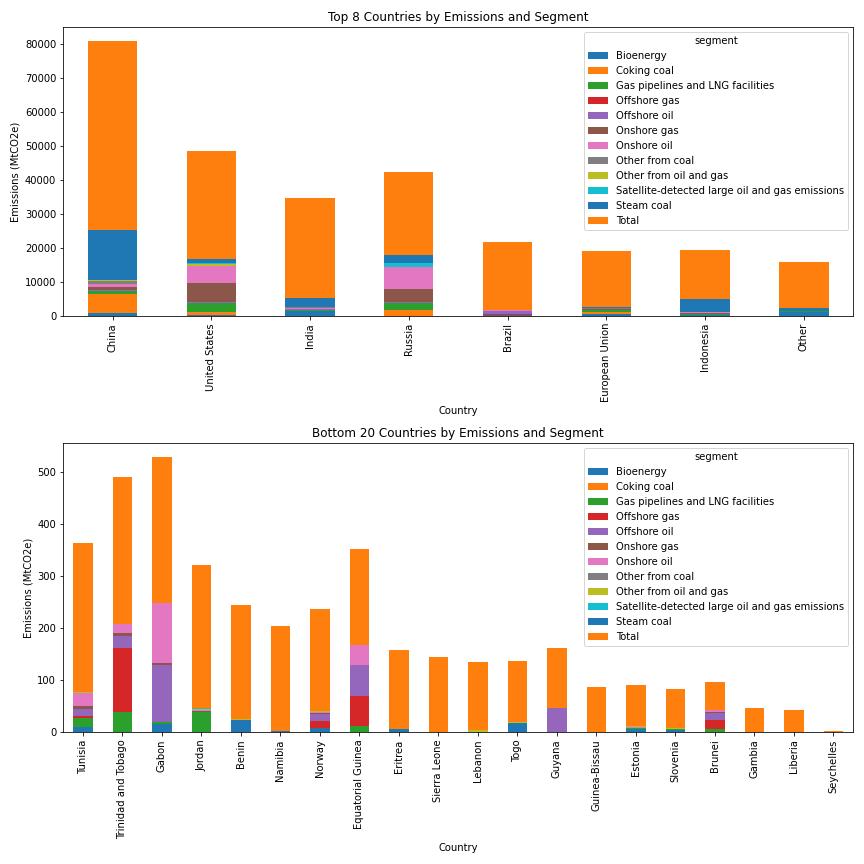 Top 8 Countries by Emissions and Segment
Emissions (MtCO2e)
80000
70000
60000
50000
40000
30000
20000
10000
0
segment
Bioenergy
Coking coal
Gas pipelines and LNG facilities
Offshore gas
Offshore oil
Onshore gas
Onshore oil
Other from coal
Other from oil and gas
Satellite-detected large oil and gas emissions
Steam coal
Total
China
United States
India
Russia
Brazil
European Union
Indonesia
Other
Country
Bottom 20 Countries by Emissions and Segment
Emissions (MtCO2e)
500
400
300
200
100
0
segment
Bioenergy
Coking coal
Gas pipelines and LNG facilities
Offshore gas
Offshore oil
Onshore gas
Onshore oil
Other from coal
Other from oil and gas
Satellite-detected large oil and gas emissions
Steam coal
Total
Tunisia
Trinidad and Tobago
Gabon
Jordan
Benin
Namibia
Norway
Equatorial Guinea
Eritrea
Sierra Leone
Lebanon
Togo
Guyana
Guinea-Bissau
Estonia
Slovenia
Brunei
Gambia
Liberia
Seychelles
Country